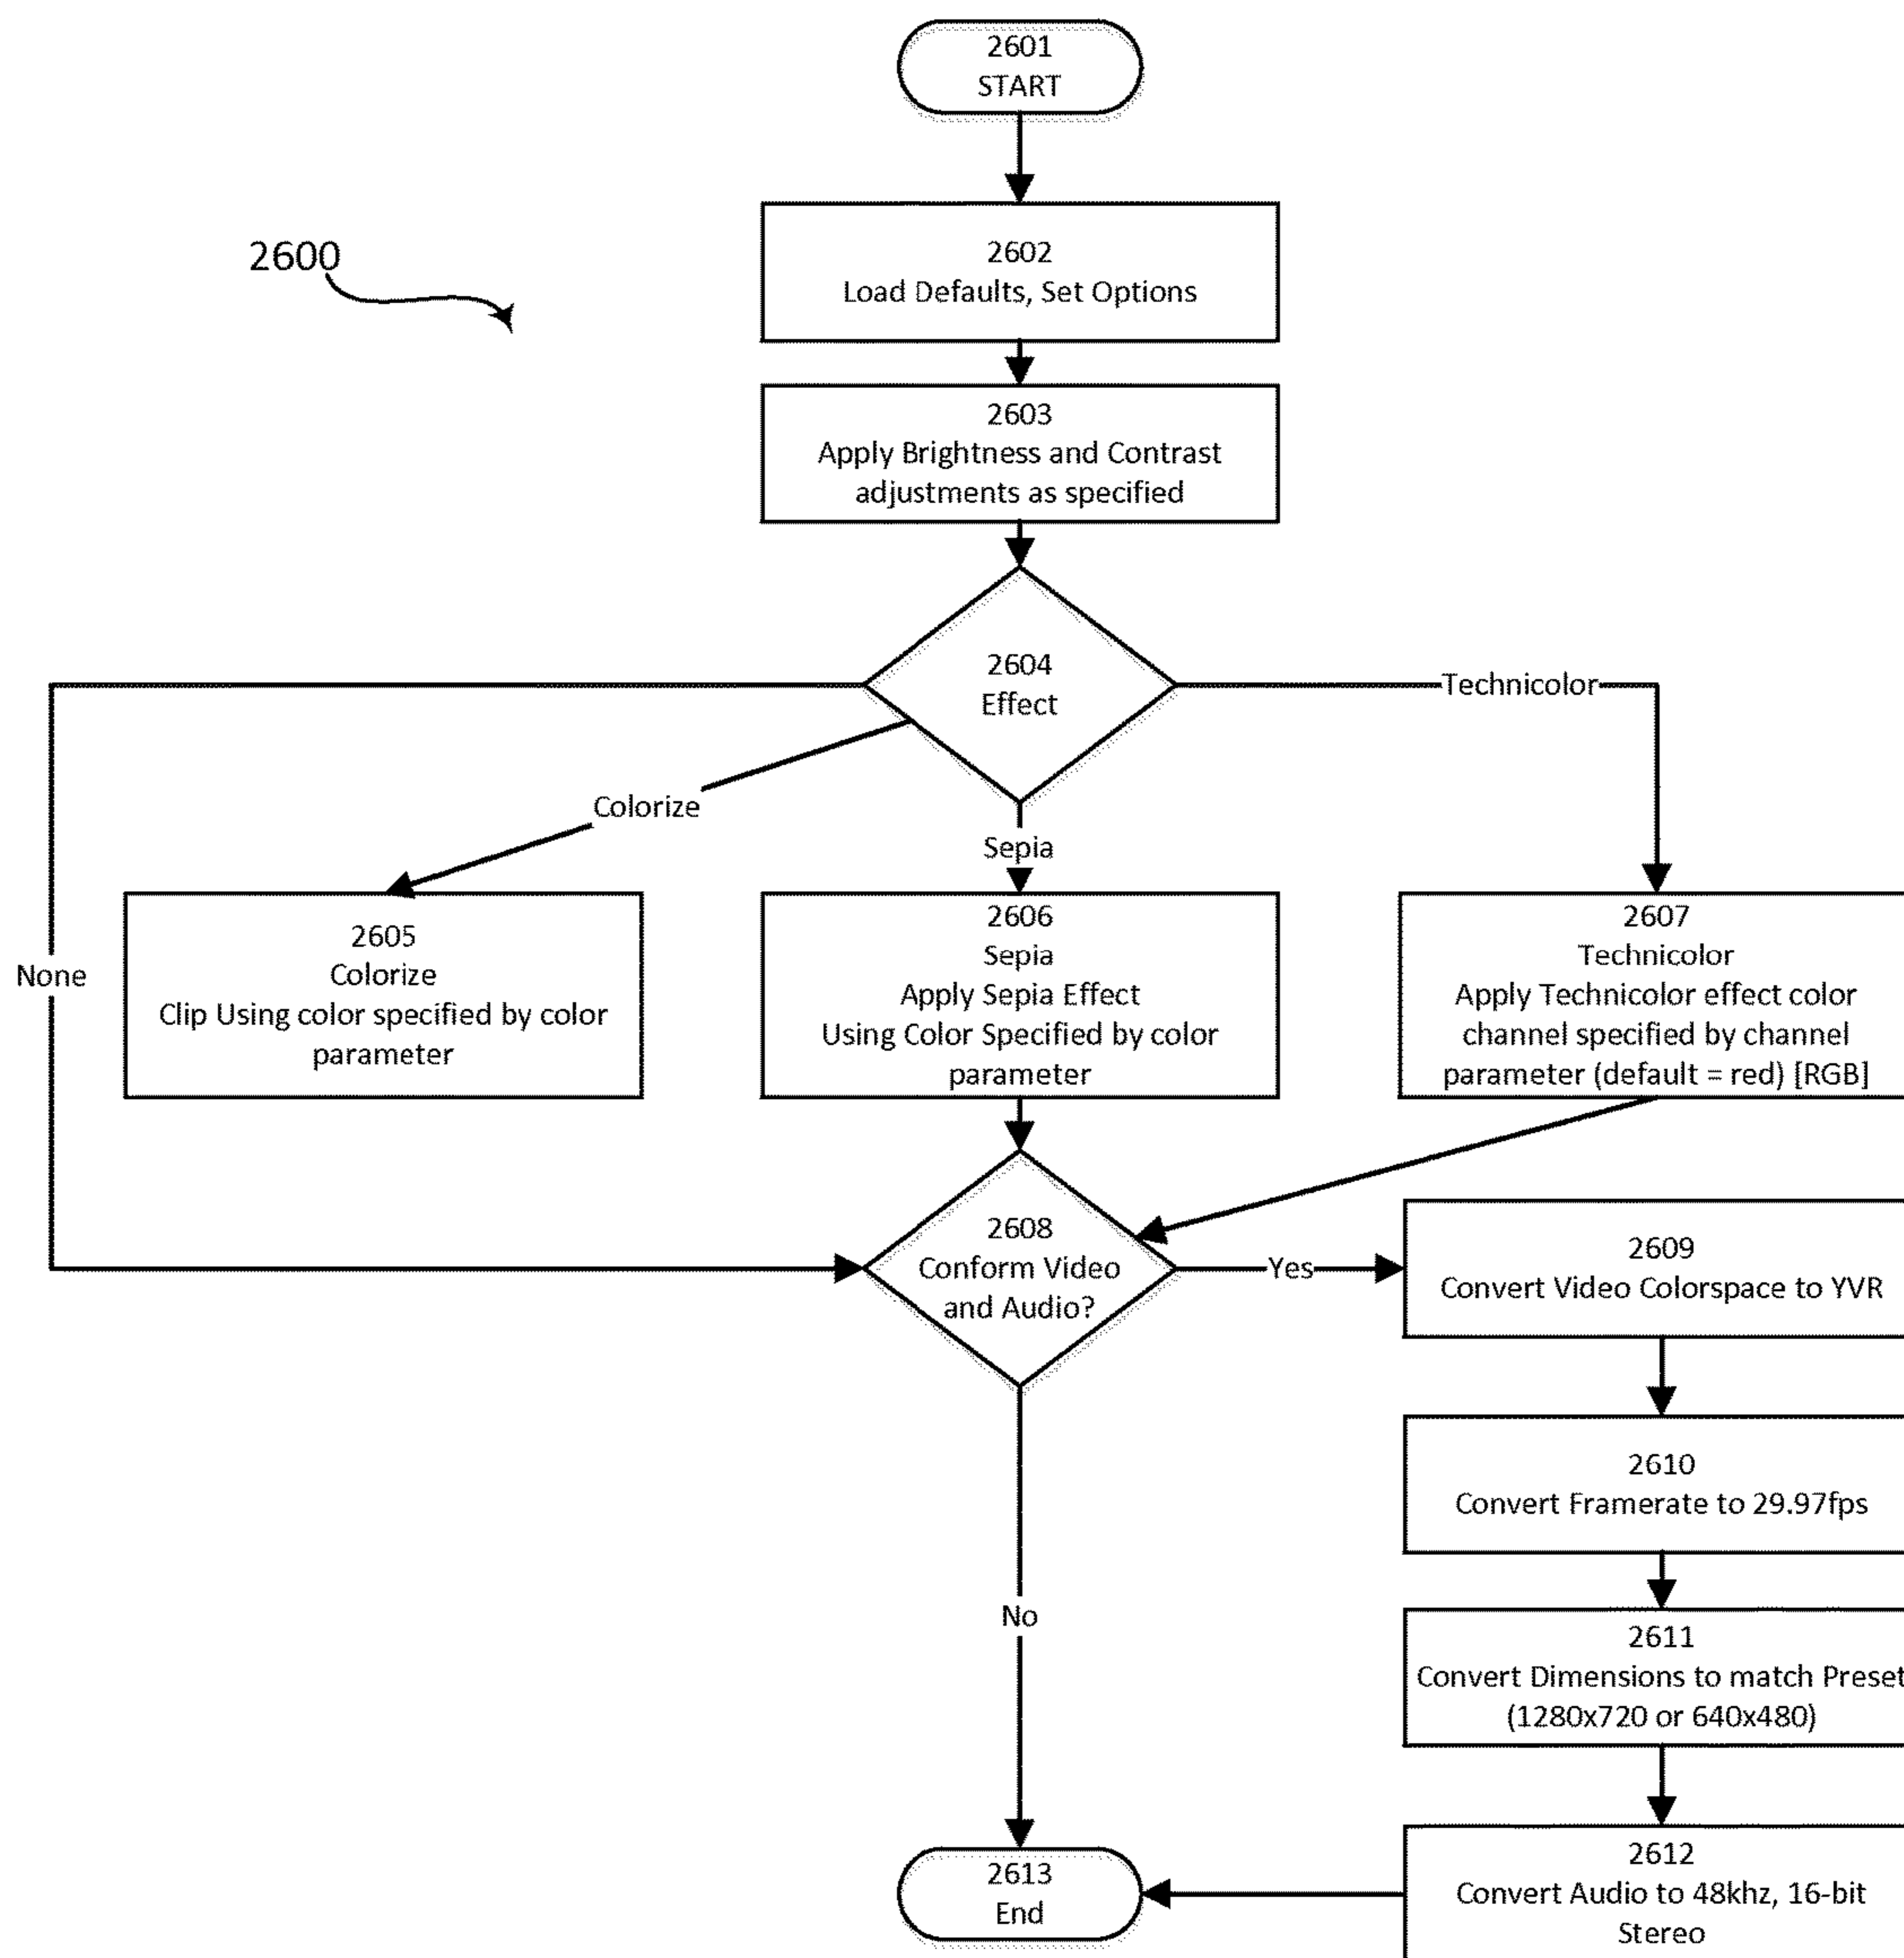 2601
START
2600
2602
Load Defaults, Set Options
2603
Apply Brightness and Contrast
adjustments as specified
2604
Effect
Technicolor
Colorize
Sepia
None
2605
Colorize
Clip Using color specified by color
parameter
2606
Sepia
Apply Sepia Effect
Using Color Specified by color
parameter
2607
Technicolor
Apply Technicolor effect color
channel specified by channel
parameter (default = red) [RGB]
2608
Conform Video
and Audio?
Yes
2609
Convert Video Colorspace to YVR
2610
Convert Framerate to 29.97fps
No
2611
Convert Dimensions to match Preset
(1280x720 or 640x480)
2612
Convert Audio to 48khz, 16-bit
Stereo
2613
End